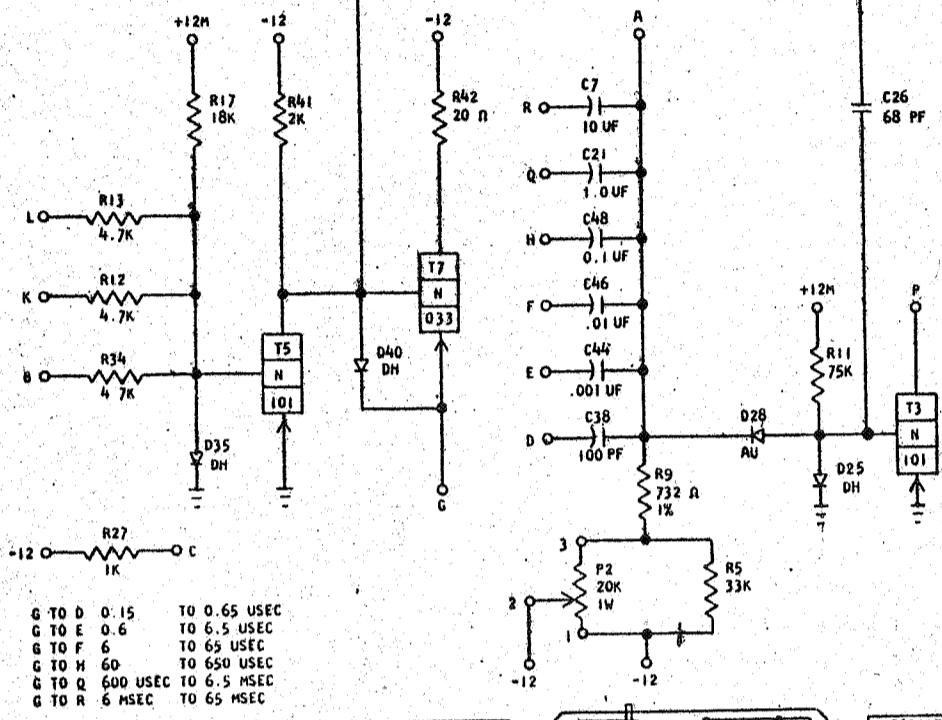 +12M
-12
-12
A
R17
18K
R41
2K
R42
20 Ω
R
C7
10 UF
C26
68 PF
Q
C21
1.0 UF
L
R13
4.7K
H
C48
0.1 UF
K
R12
4.7K
T7
N
033
F
C46
.01 UF
+12M
P
R34
4 7K
T5
N
101
D40
DH
E
C44
.001 UF
R11
75K
D
C38
100 PF
D28
AU
T3
N
101
D35
DH
G
R9
732 Ω
1%
D25
DH
-12
R27
1K
C
3
P2
20K
1W
R5
33K
2
1
-12
-12
G TO D 0.15 TO 0.65 USEC
G TO E 0.6 TO 6.5 USEC
G TO F 6 TO 65 USEC
G TO H 60 TO 650 USEC
G TO Q 600 USEC TO 6.5 MSEC
G TO R 6 MSEC TO 65 MSEC